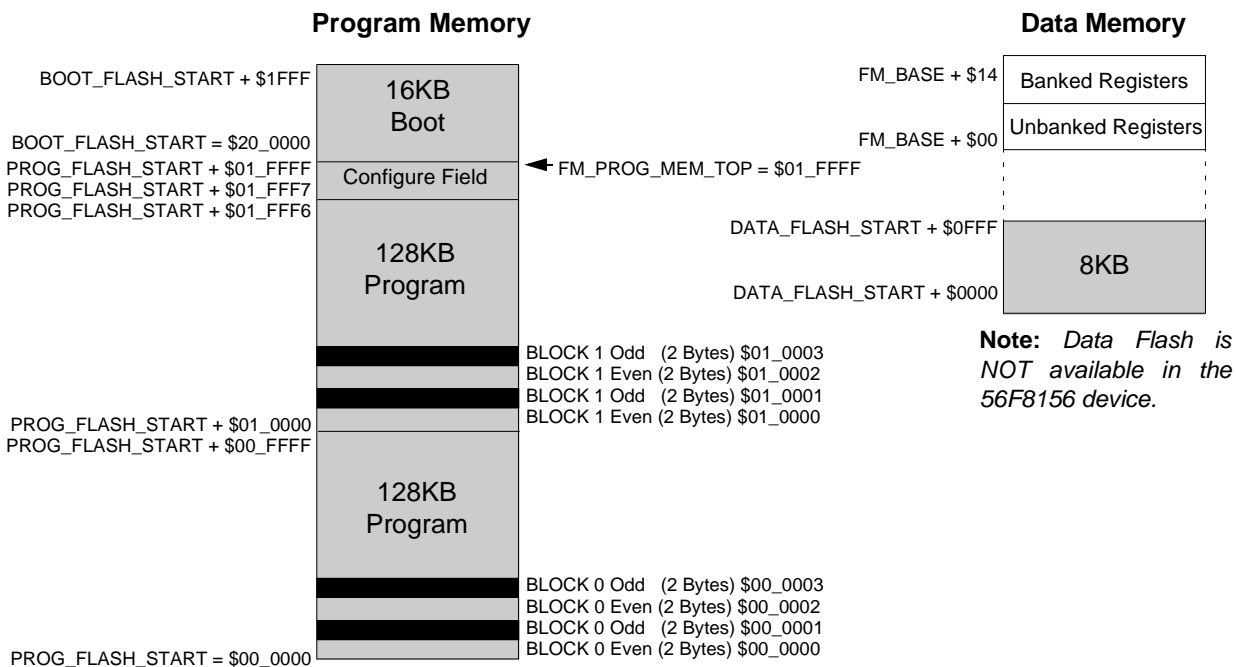 Program Memory
BOOT_FLASH_START + $1FFF
16KB
Boot
BOOT_FLASH_START = $20_0000
PROG_FLASH_START + $01_FFFF
PROG_FLASH_START + $01_FFF7
PROG_FLASH_START + $01_FFF6
Configure Field
FM_PROG_MEM_TOP = $01_FFFF
128KB
Program
BLOCK 1 Odd (2 Bytes) $01_0003
BLOCK 1 Even (2 Bytes) $01_0002
BLOCK 1 Odd (2 Bytes) $01_0001
BLOCK 1 Even (2 Bytes) $01_0000
PROG_FLASH_START + $01_0000
PROG_FLASH_START + $00_FFFF
128KB
Program
BLOCK 0 Odd (2 Bytes) $00_0003
BLOCK 0 Even (2 Bytes) $00_0002
BLOCK 0 Odd (2 Bytes) $00_0001
BLOCK 0 Even (2 Bytes) $00_0000
PROG_FLASH_START = $00_0000
Data Memory
FM_BASE + $14
Banked Registers
Unbanked Registers
FM_BASE + $00
DATA_FLASH_START + $0FFF
8KB
DATA_FLASH_START + $0000
Note: Data Flash is
NOT available in the
56F8156 device.